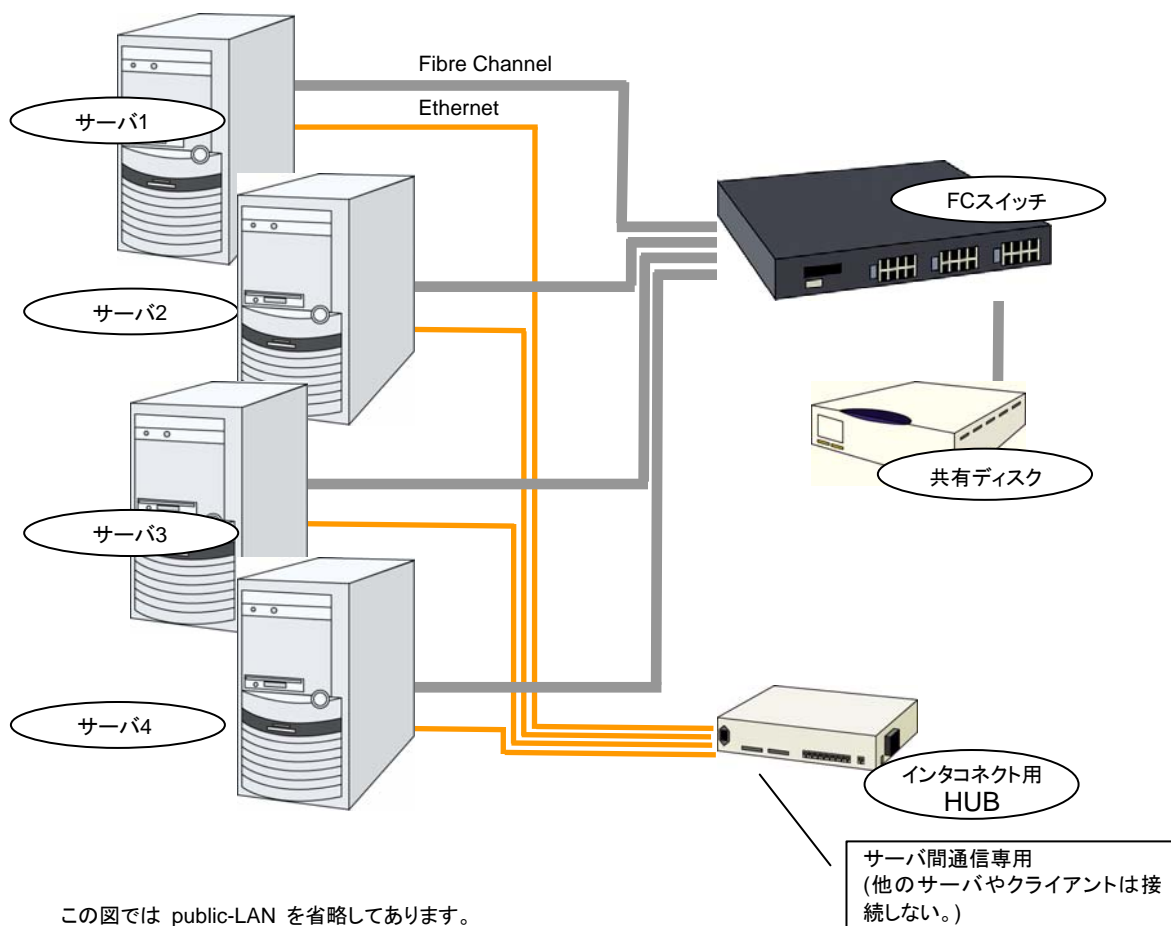 Fibre Channel
Ethernet
サーバ1
FCスイッチ
サーバ2
共有ディスク
サーバ3
サーバ4
インタコネクト用
HUB
サーバ間通信専用
(他のサーバやクライアントは接
続しない。)
この図では public-LAN を省略してあります。